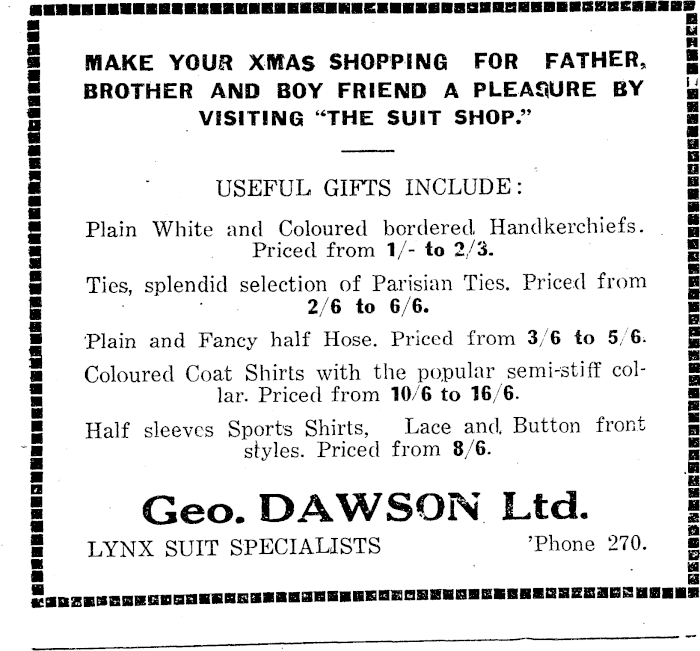 MAKE YOUR XMAS SHOPPING FOR FATHER,
BROTHER AND BOY FRIEND A PLEASURE BY
VISITING "THE SUIT SHOP."
USEFUL GIFTS INCLUDE:
Plain White and Coloured bordered Handkerchiefs.
Priced from 1/- to 2/3.
Ties, splendid selection of Parisian Ties. Priced from
2/6 to 6/6.
Plain and Fancy half Hose. Priced from 3/6 to 5/6.
Coloured Coat Shirts with the popular semi-stiff col-
lar. Priced from 10/6 to 16/6.
Half sleeves Sports Shirts, Lace and Button front
styles. Priced from 8/6.
Geo. DAWSON Ltd.
LYNX SUIT SPECIALISTS 'Phone 270.